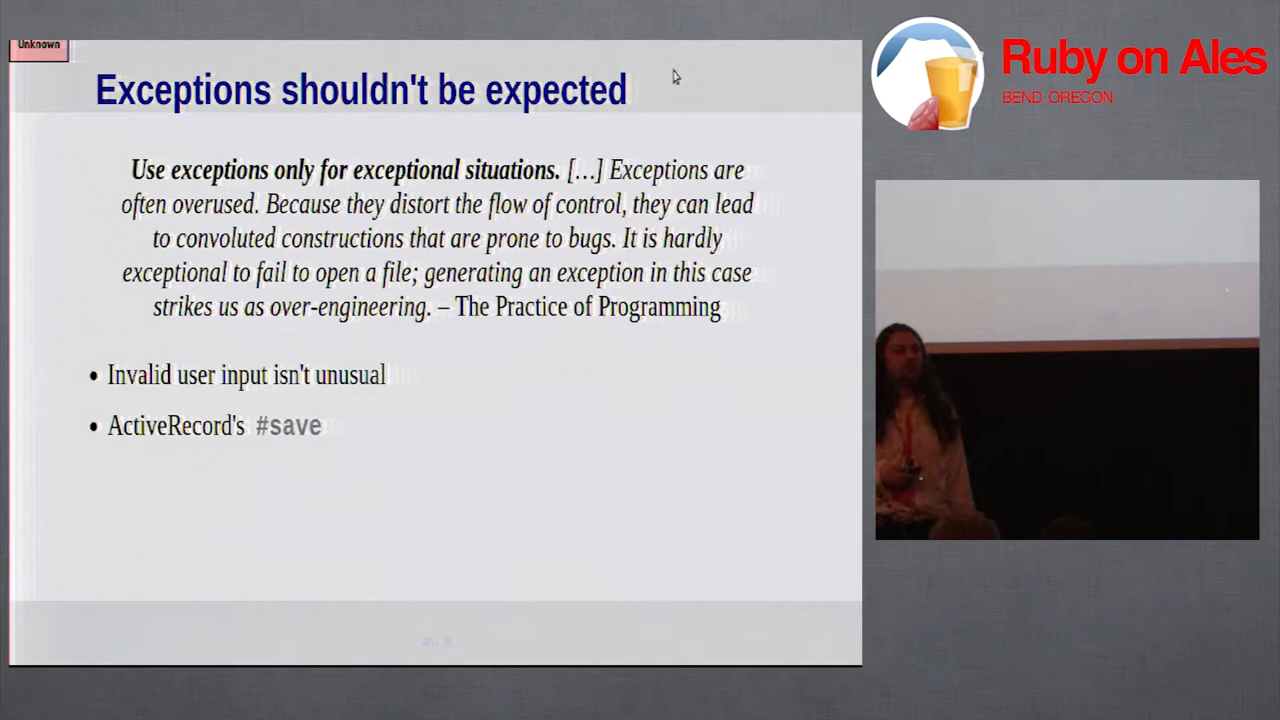 Unknown
Exceptions shouldn't be expected
Use exceptions only for exceptional situations. […] Exceptions are
often overused. Because they distort the flow of control, they can lead
to convoluted constructions that are prone to bugs. It is hardly
exceptional to fail to open a file; generating an exception in this case
strikes us as over-engineering. – The Practice of Programming
• Invalid user input isn't unusual
• ActiveRecord's #save
Ruby on Ales
BEND, OREGON